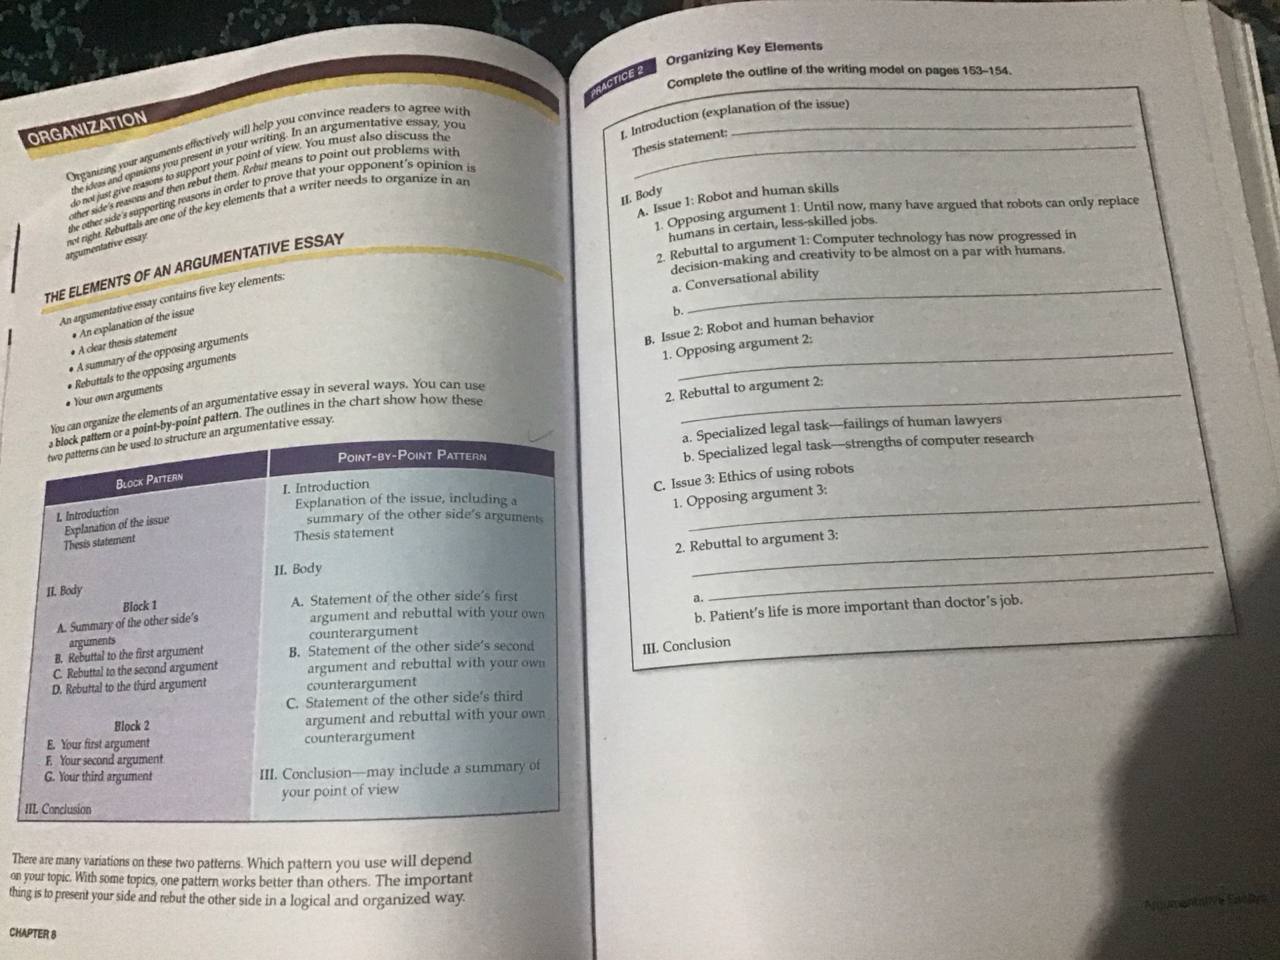 ORGANIZATION
Organizing your arguments effectively will help you convince readers to agree with
the ideas and opinions you present in your writing. In an argumentative essay, you
do not just give reasons to support your point of view. You must also discuss the
other side's reasons and then rebut them. Rebut means to point out problems with
the other side's supporting reasons in order to prove that your opponent's opinion is
not right. Rebuttals are one of the key elements that a writer needs to organize in an
argumentative essay.
THE ELEMENTS OF AN ARGUMENTATIVE ESSAY
An argumentative essay contains five key elements:
• An explanation of the issue
• A clear thesis statement
• A summary of the opposing arguments
• Rebuttals to the opposing arguments
• Your own arguments
You can organize the elements of an argumentative essay in several ways. You can use
a block pattern or a point-by-point pattern. The outlines in the chart show how these
two patterns can be used to structure an argumentative essay.
BLOCK PATTERN
I. Introduction
Explanation of the issue
Thesis statement
II. Body
Block 1
A. Summary of the other side's
arguments
B. Rebuttal to the first argument
C. Rebuttal to the second argument
D. Rebuttal to the third argument
Block 2
E. Your first argument
F. Your second argument
G. Your third argument
III. Conclusion
POINT-BY-POINT PATTERN
I. Introduction
Explanation of the issue, including a
summary of the other side's arguments
Thesis statement
II. Body
A. Statement of the other side's first
argument and rebuttal with your own
counterargument
B. Statement of the other side's second
argument and rebuttal with your own
counterargument
C. Statement of the other side's third
argument and rebuttal with your own
counterargument
III. Conclusion—may include a summary of
your point of view
There are many variations on these two patterns. Which pattern you use will depend
on your topic. With some topics, one pattern works better than others. The important
thing is to present your side and rebut the other side in a logical and organized way.
CHAPTER 8
PRACTICE 2
Organizing Key Elements
Complete the outline of the writing model on pages 153–154.
I. Introduction (explanation of the issue)
Thesis statement:
II. Body
A. Issue 1: Robot and human skills
1. Opposing argument 1: Until now, many have argued that robots can only replace
humans in certain, less-skilled jobs.
2. Rebuttal to argument 1: Computer technology has now progressed in
decision-making and creativity to be almost on a par with humans.
a. Conversational ability
b.
B. Issue 2: Robot and human behavior
1. Opposing argument 2:
2. Rebuttal to argument 2:
a. Specialized legal task—failings of human lawyers
b. Specialized legal task—strengths of computer research
C. Issue 3: Ethics of using robots
1. Opposing argument 3:
2. Rebuttal to argument 3:
a.
b. Patient's life is more important than doctor's job.
III. Conclusion
Argumentative Essays